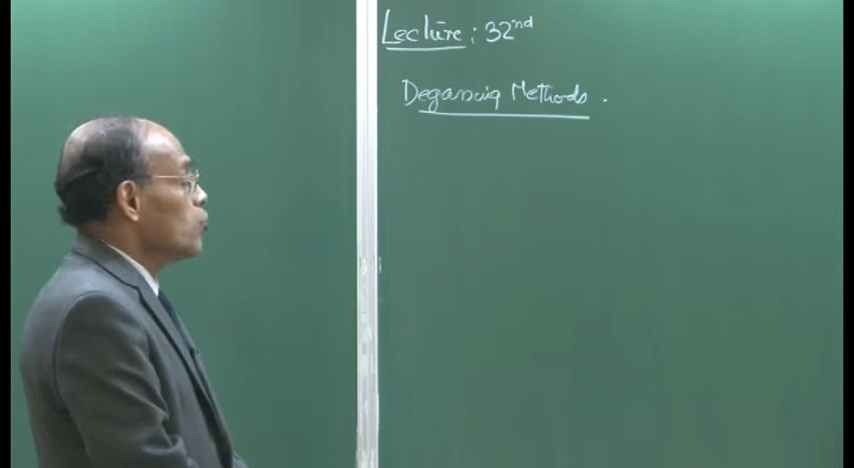 Lecture : 32nd
Degassing Methods .